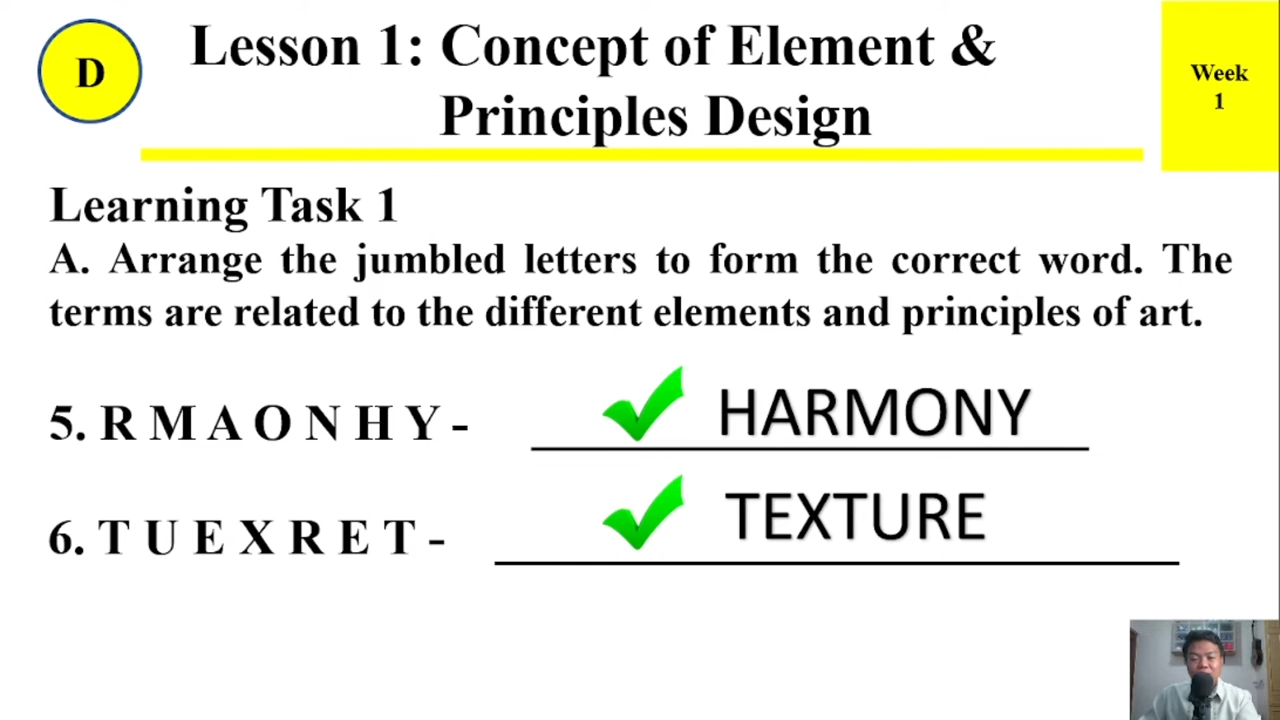 D
Lesson 1: Concept of Element &
Principles Design
Week
1
Learning Task 1
A. Arrange the jumbled letters to form the correct word. The
terms are related to the different elements and principles of art.
5. R M A O N H Y - HARMONY
6. T U E X R E T - TEXTURE